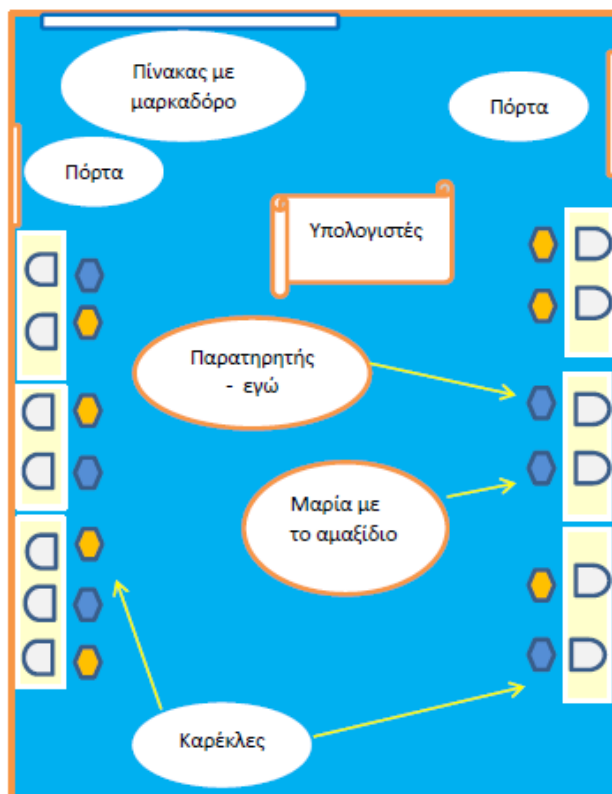 Πίνακας με
μαρκαδόρο
Πόρτα
Πόρτα
Υπολογιστές
Παρατηρητής
- εγώ
Μαρία με
το αμαξίδιο
Καρέκλες